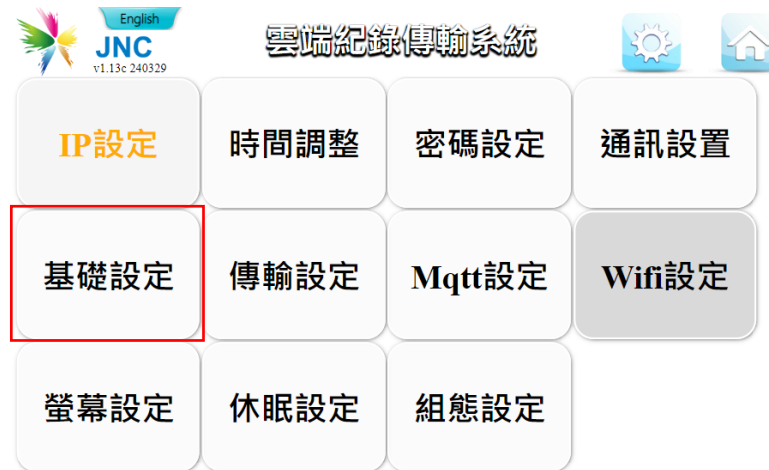 English
JNC
v1.13c 240329
雲端紀錄傳輸系統
IP設定
時間調整
密碼設定
通訊設置
基礎設定
傳輸設定
Mqtt設定
Wifi設定
螢幕設定
休眠設定
組態設定